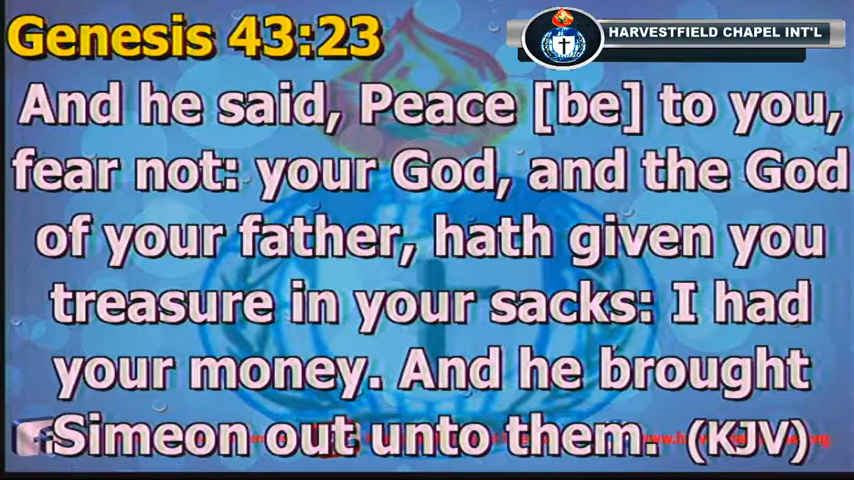 Genesis 43:23
HARVESTFIELD CHAPEL INT'L
And he said, Peace [be] to you,
fear not: your God, and the God
of your father, hath given you
treasure in your sacks: I had
your money. And he brought
Simeon out unto them. (KJV)